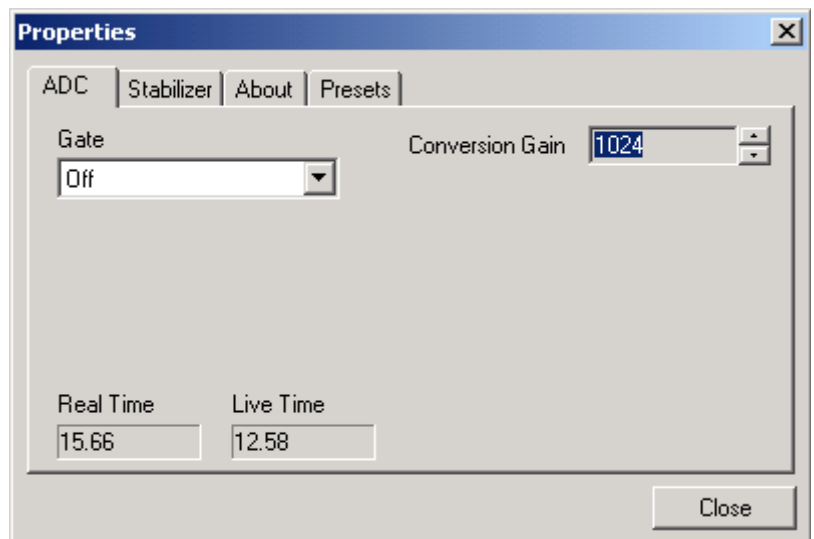 Properties
ADC Stabilizer About Presets
Gate Conversion Gain 1024
Off
Real Time Live Time
15.66 12.58
Close